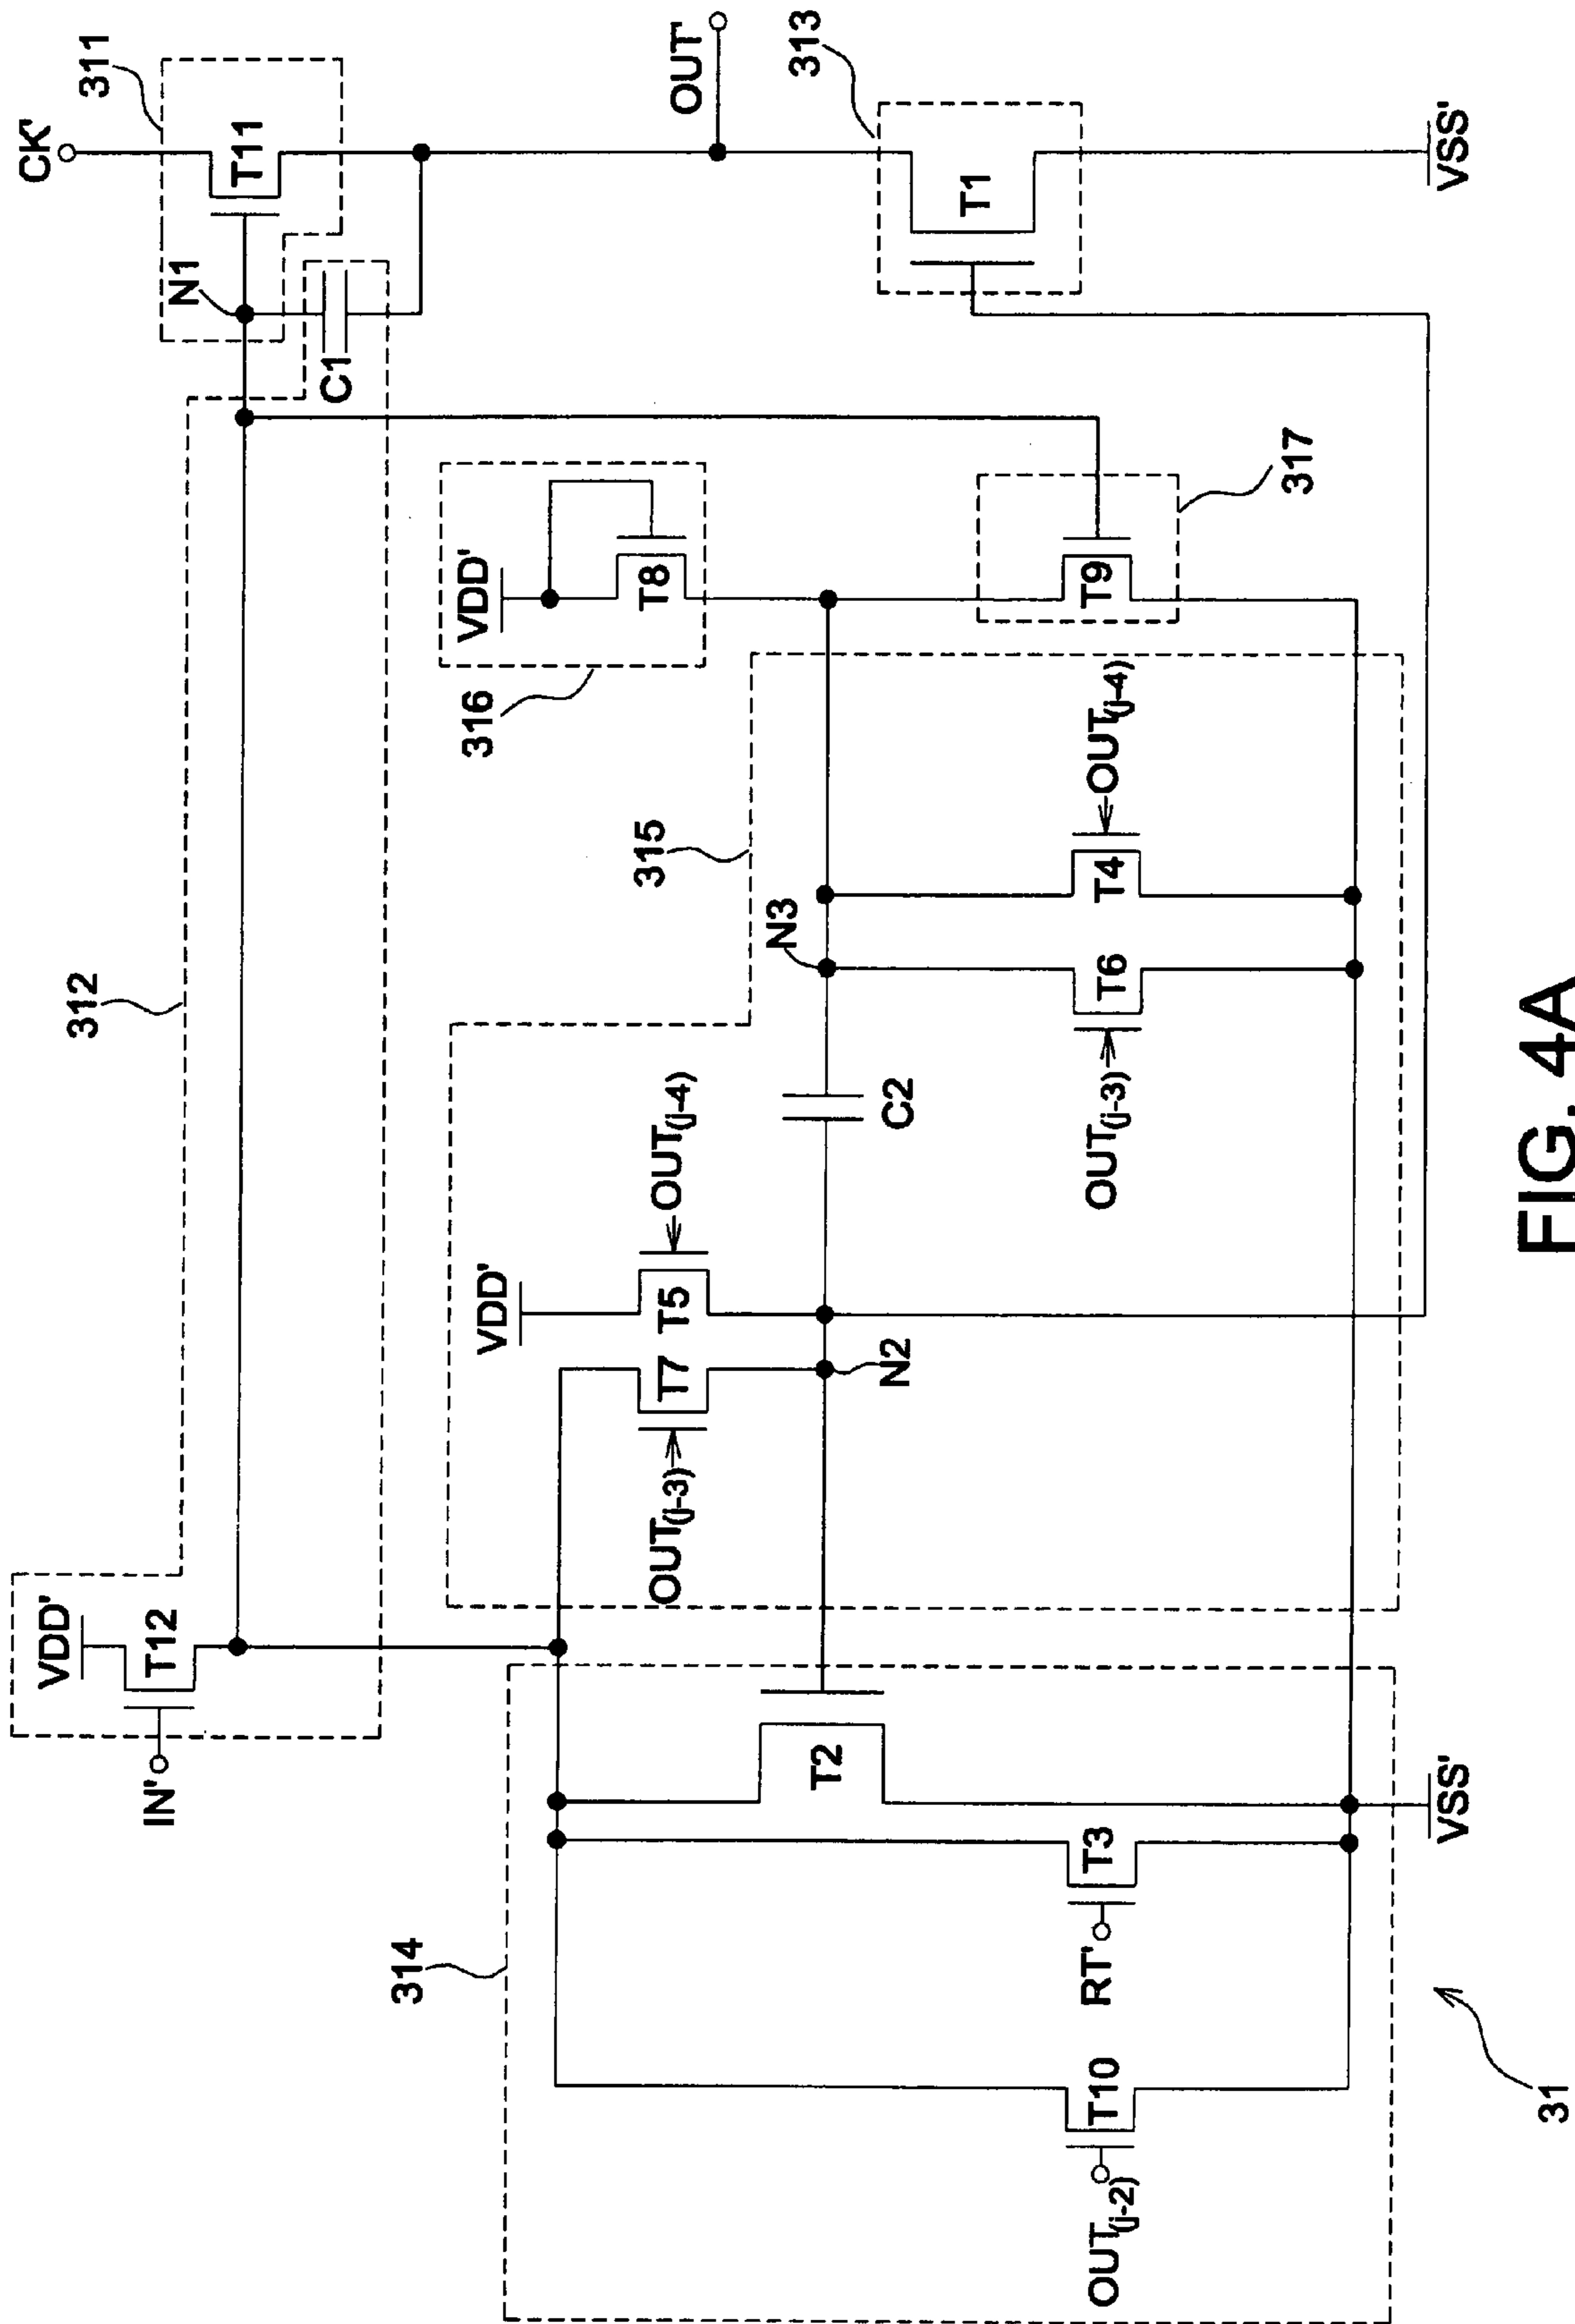 CK'
311
T11
N1
OUT'
313
T1
VSS'
C1
312
VDD'
T12
IN'
VDD'
T8
316
T9
317
315
N3
OUT(j-4)
T4
T6
OUT(j-3)
C2
VDD'
T5
OUT(j-4)
T7
OUT(j-3)
N2
314
T2
T3
RT'
T10
OUT(j-2)
VSS'
31
FIG. 4A